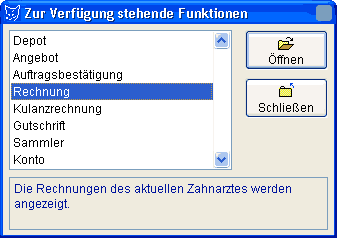 Zur Verfügung stehende Funktionen
Depot
Angebot
Auftragsbestätigung
Rechnung
Kulanzrechnung
Gutschrift
Sammler
Konto
Öffnen
Schließen
Die Rechnungen des aktuellen Zahnarztes werden
angezeigt.